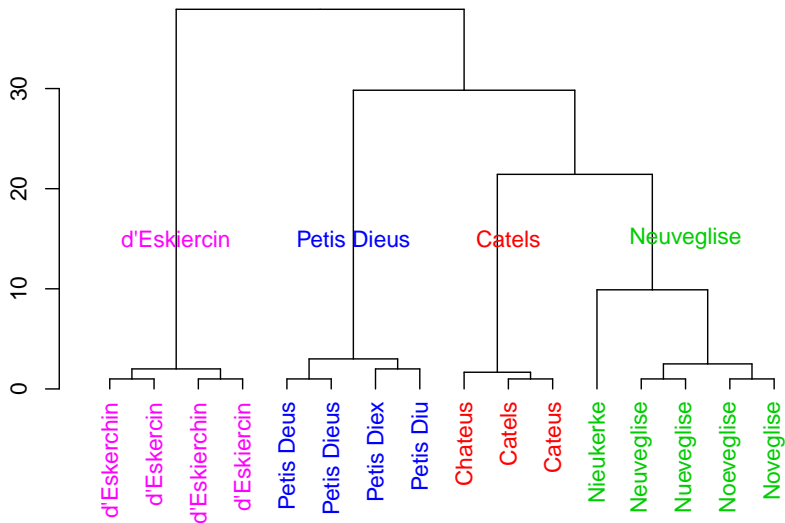 30
20
10
0
d'Eskiercin
Petis Dieus
Catels
Neuveglise
d'Eskerchin
d'Eskercin
d'Eskierchin
d'Eskiercin
Petis Deus
Petis Dieus
Petis Diex
Petis Diu
Chateus
Catels
Cateus
Nieukerke
Neuveglise
Nueveglise
Noeveglise
Noveglise